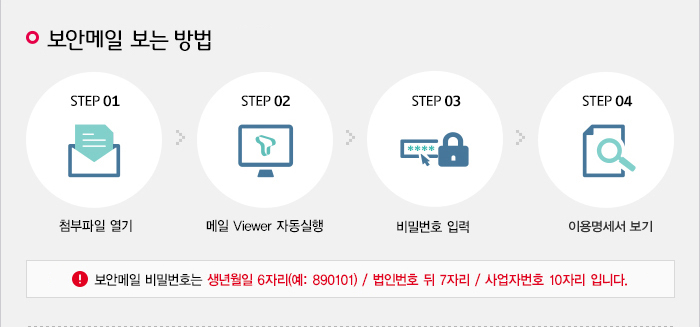 보안메일 보는 방법
STEP 01
STEP 02
STEP 03
STEP 04
****
첨부파일 열기
메일 Viewer 자동실행
비밀번호 입력
이용명세서 보기
! 보안메일 비밀번호는 생년월일 6자리(예: 890101) / 법인번호 뒤 7자리 / 사업자번호 10자리 입니다.